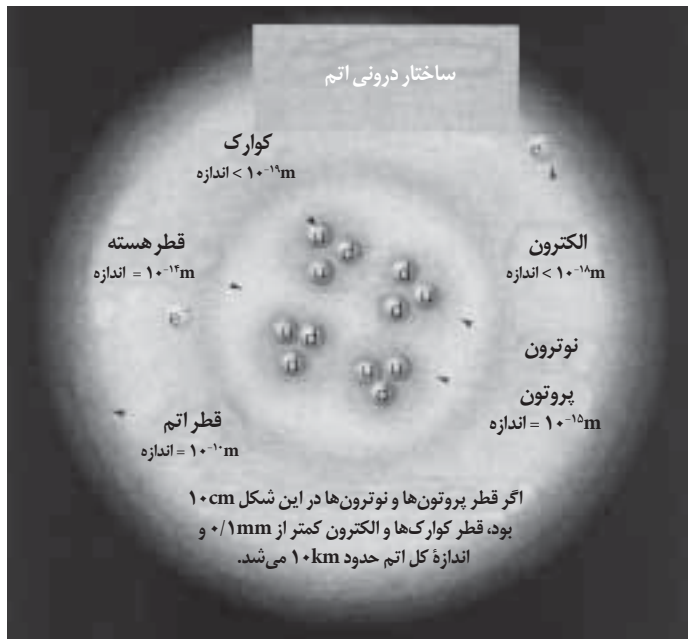 ساختار درونی اتم
کوارک
اندازه < ۱۰⁻¹⁹m
e
قطر هسته
اندازه = ۱۰⁻¹⁴m
الکترون
اندازه < ۱۰⁻¹⁸m
u d
u
d
d u
e
u d
d
u u
d
نوترون
پروتون
اندازه = ۱۰⁻¹⁵m
قطر اتم
اندازه = ۱۰⁻¹⁰m
اگر قطر پروتون‌ها و نوترون‌ها در این شکل ۱۰cm
بود، قطر کوارک‌ها و الکترون کمتر از ۰/۱mm و
اندازهٔ کل اتم حدود ۱۰km می‌شد.